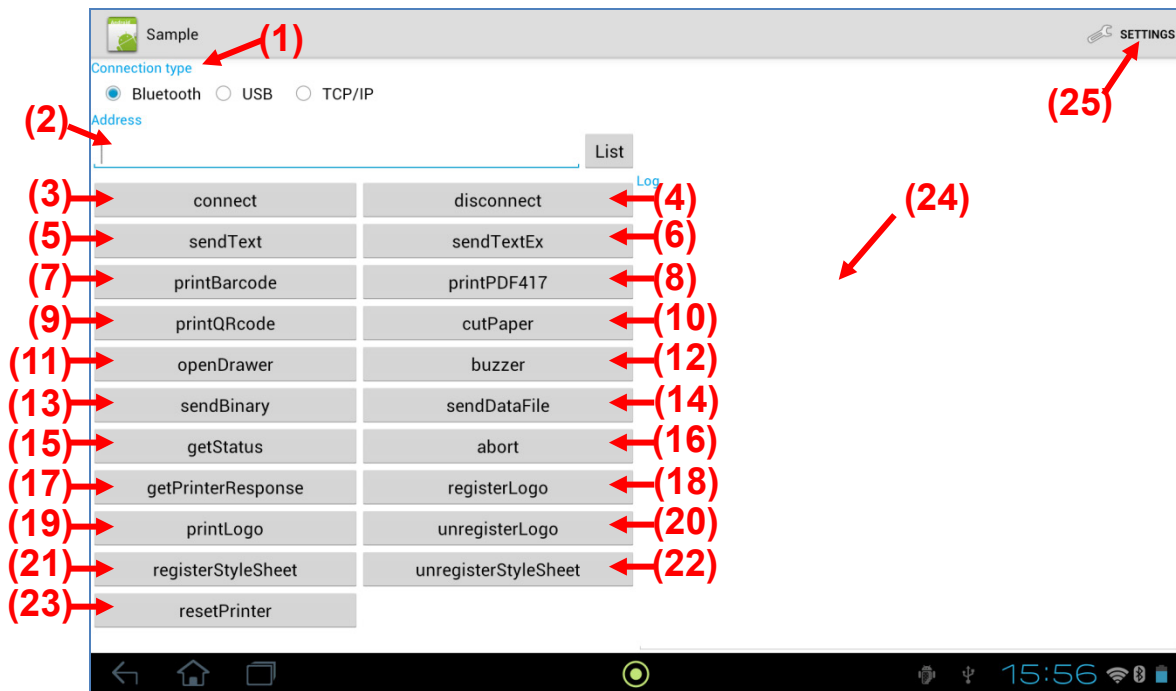 Sample (1) SETTINGS
Connection type
Bluetooth USB TCP/IP (25)
(2) Address
List
Log
(3) connect disconnect (4) (24)
(5) sendText sendTextEx (6)
(7) printBarcode printPDF417 (8)
(9) printQRcode cutPaper (10)
(11) openDrawer buzzer (12)
(13) sendBinary sendDataFile (14)
(15) getStatus abort (16)
(17) getPrinterResponse registerLogo (18)
(19) printLogo unregisterLogo (20)
(21) registerStyleSheet unregisterStyleSheet (22)
(23) resetPrinter
15:56